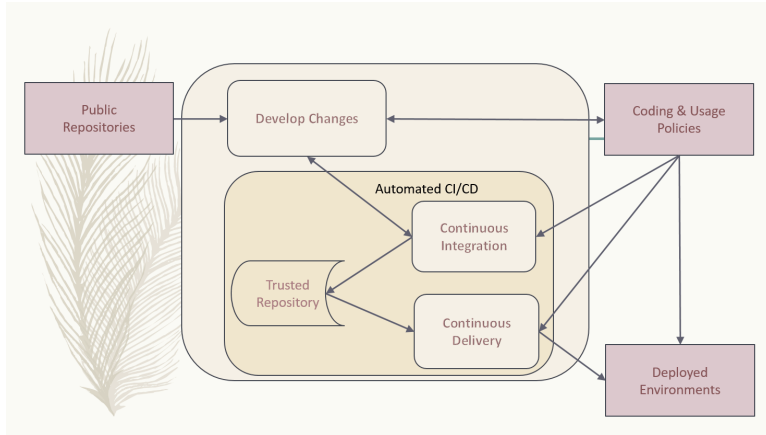 Public
Repositories
Develop Changes
Coding & Usage
Policies
Automated CI/CD
Continuous
Integration
Trusted
Repository
Continuous
Delivery
Deployed
Environments